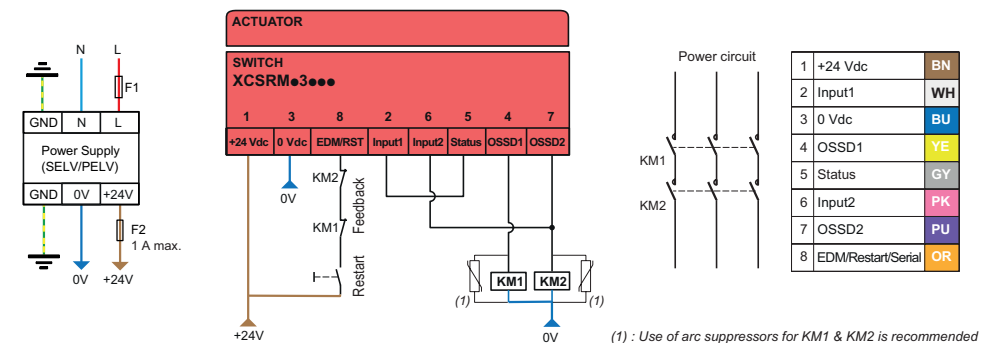 ACTUATOR
SWITCH
XCSRM●3●●●
1 3 8 2 6 5 4 7
+24 Vdc 0 Vdc EDM/RST Input1 Input2 Status OSSD1 OSSD2
N L
F1
GND N L
Power Supply
(SELV/PELV)
GND 0V +24V
F2
1 A max.
0V +24V
0V
KM2
KM1
Feedback
Restart
+24V
KM1 KM2
(1) (1)
0V
Power circuit
KM1
KM2
1 +24 Vdc BN
2 Input1 WH
3 0 Vdc BU
4 OSSD1 YE
5 Status GY
6 Input2 PK
7 OSSD2 PU
8 EDM/Restart/Serial OR
(1) : Use of arc suppressors for KM1 & KM2 is recommended